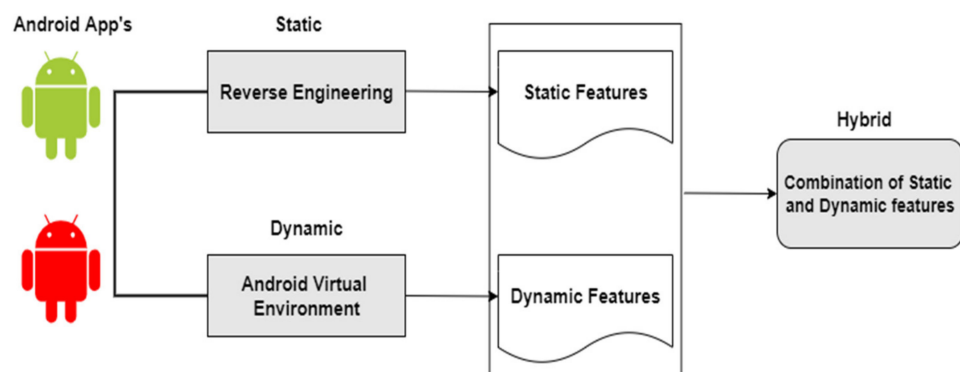 Android App's
Static
Reverse Engineering
Static Features
Hybrid
Combination of Static
and Dynamic features
Dynamic
Android Virtual
Environment
Dynamic Features